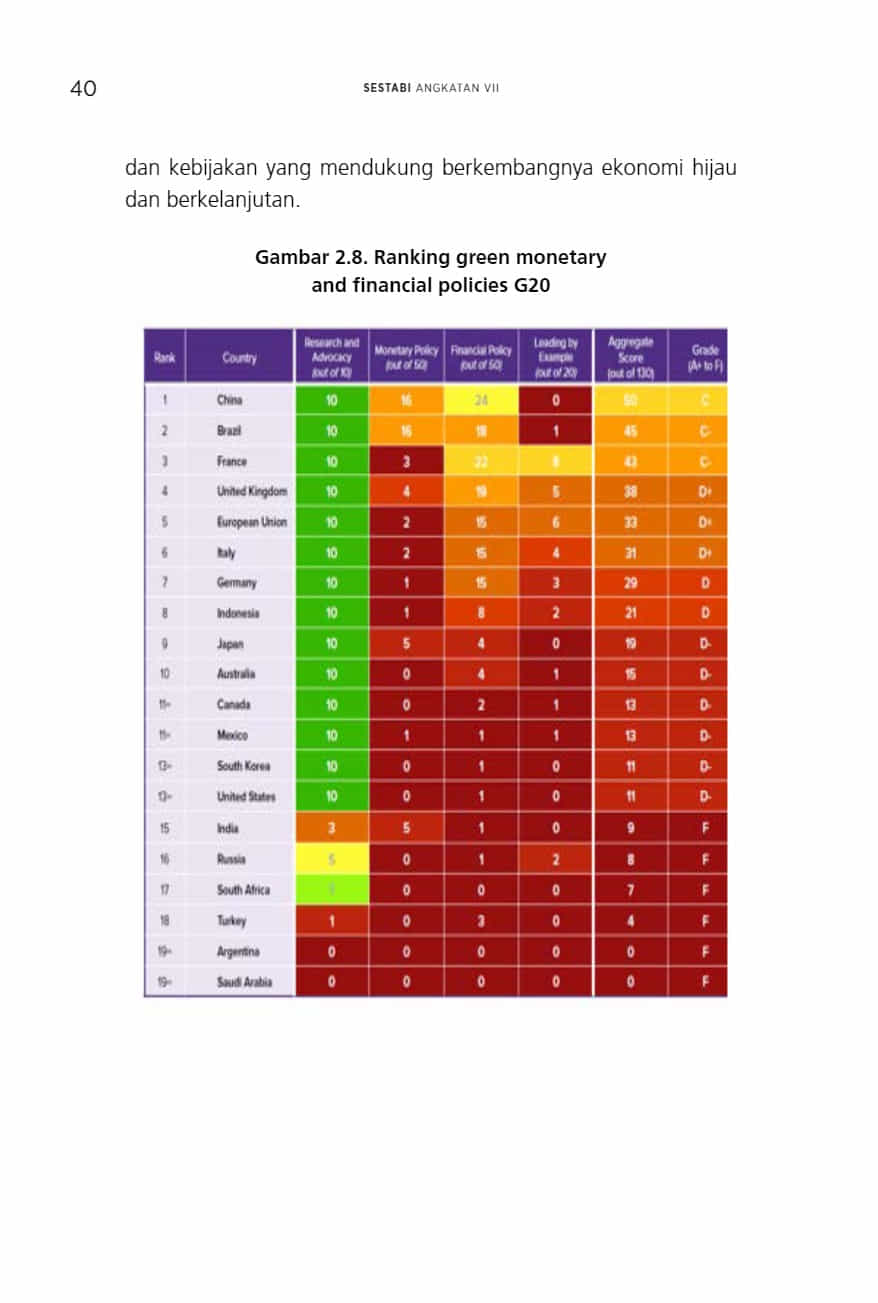 40
SESTABI ANGKATAN VII
dan kebijakan yang mendukung berkembangnya ekonomi hijau
dan berkelanjutan.
Gambar 2.8. Ranking green monetary
and financial policies G20
Rank Country Research and Advocacy (out of 10) Monetary Policy (out of 50) Financial Policy (out of 50) Leading by Example (out of 20) Aggregate Score (out of 130) Grade (A+ to F)
1 China 10 16 24 0 50 C
2 Brazil 10 16 18 1 45 C-
3 France 10 3 22 8 43 C-
4 United Kingdom 10 4 19 5 38 D+
5 European Union 10 2 15 6 33 D+
6 Italy 10 2 15 4 31 D+
7 Germany 10 1 15 3 29 D
8 Indonesia 10 1 8 2 21 D
9 Japan 10 5 4 0 19 D-
10 Australia 10 0 4 1 15 D-
11= Canada 10 0 2 1 13 D-
11= Mexico 10 1 1 1 13 D-
13= South Korea 10 0 1 0 11 D-
13= United States 10 0 1 0 11 D-
15 India 3 5 1 0 9 F
16 Russia 5 0 1 2 8 F
17 South Africa 0 0 0 7 F
18 Turkey 1 0 3 0 4 F
19= Argentina 0 0 0 0 0 F
19= Saudi Arabia 0 0 0 0 0 F